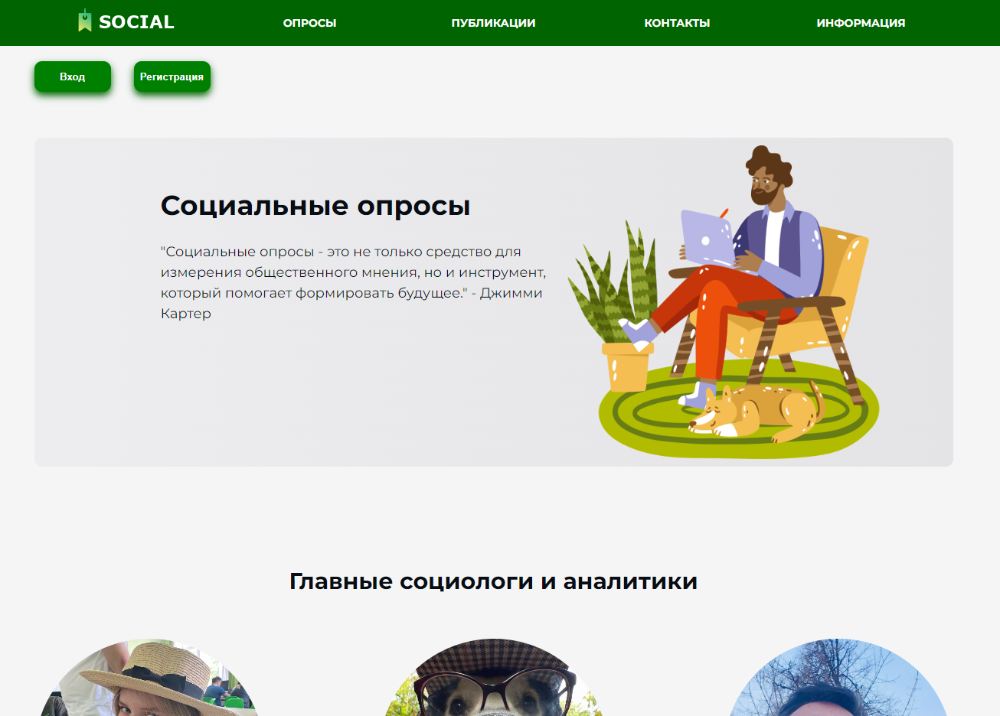 SOCIAL
ОПРОСЫ
ПУБЛИКАЦИИ
КОНТАКТЫ
ИНФОРМАЦИЯ
Вход
Регистрация
Социальные опросы
"Социальные опросы - это не только средство для
измерения общественного мнения, но и инструмент,
который помогает формировать будущее." - Джимми
Картер
Главные социологи и аналитики